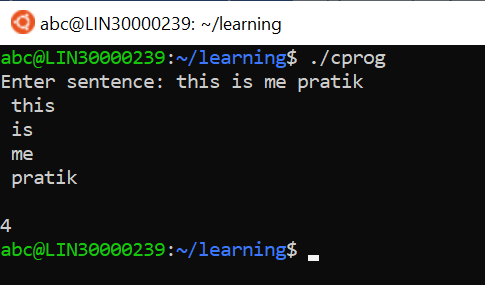 abc@LIN30000239: ~/learning
abc@LIN30000239:~/learning$ ./cprog
Enter sentence: this is me pratik
this
is
me
pratik
4
abc@LIN30000239:~/learning$